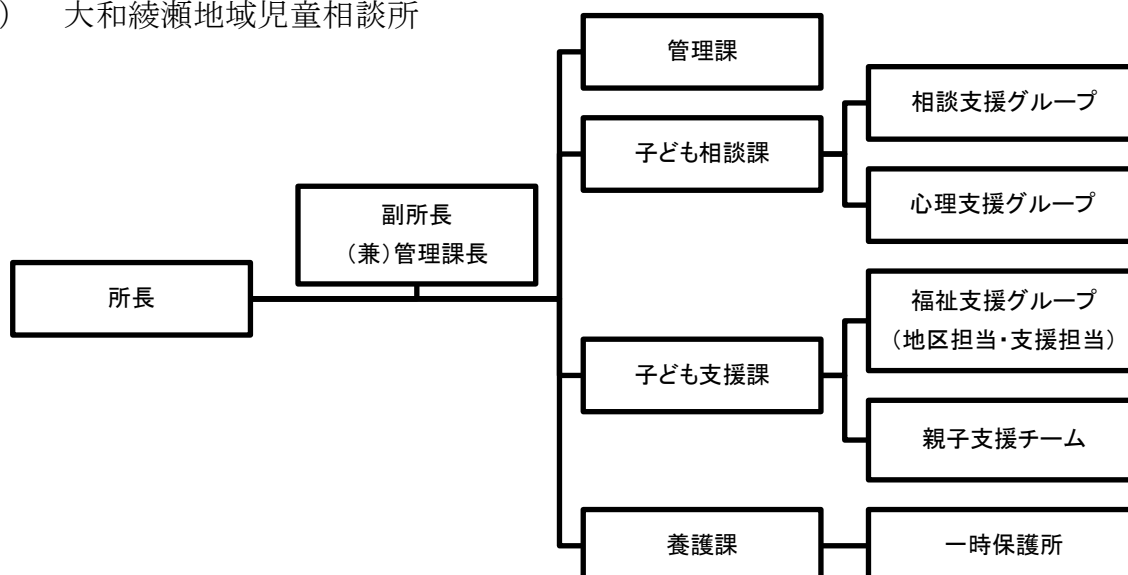 ） 大和綾瀬地域児童相談所
管理課
相談支援グループ
子ども相談課
心理支援グループ
副所長
（兼）管理課長
所長
福祉支援グループ
（地区担当・支援担当）
子ども支援課
親子支援チーム
養護課
一時保護所